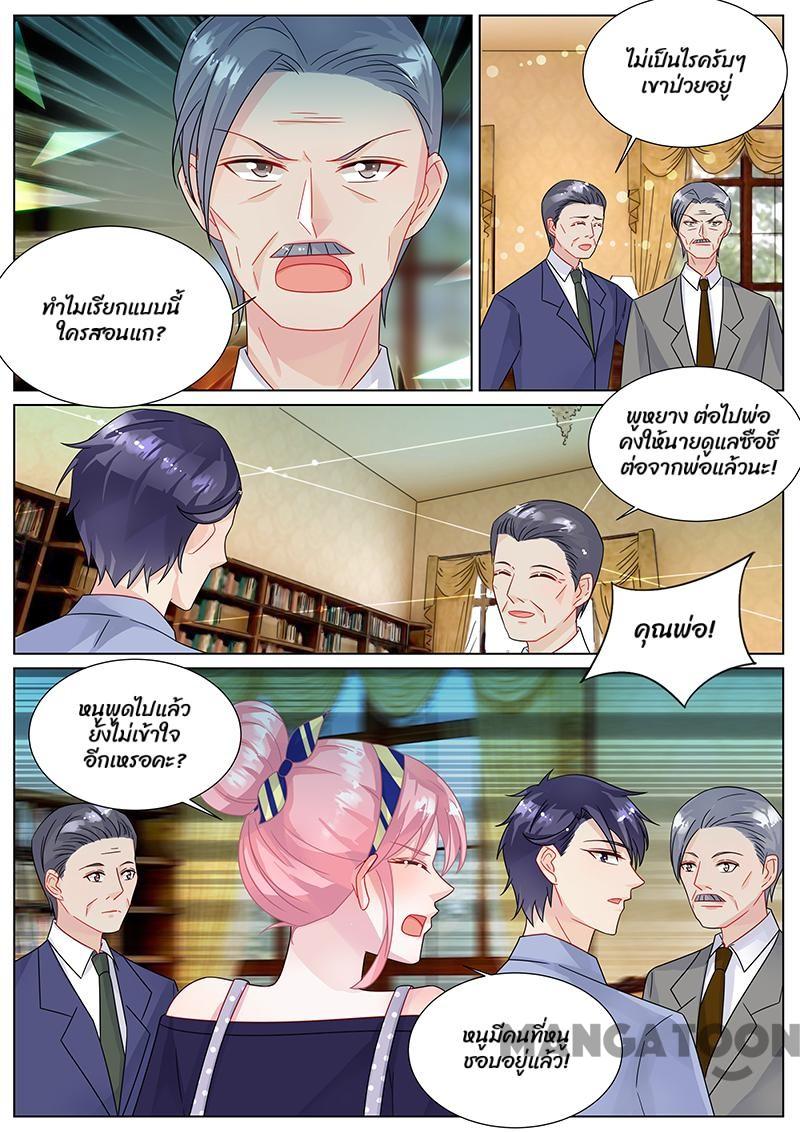 ทำไมเรียกแบบนี้
ใครสอนแก?
ไม่เป็นไรครับๆ
เขาป่วยอยู่
พูหยาง ต่อไปพ่อ
คงให้นายดูแลซือชี
ต่อจากพ่อแล้วนะ!
คุณพ่อ!
หนูพูดไปแล้ว
ยังไม่เข้าใจ
อีกเหรอคะ?
หนูมีคนที่หนู
ชอบอยู่แล้ว!
MANGATOON